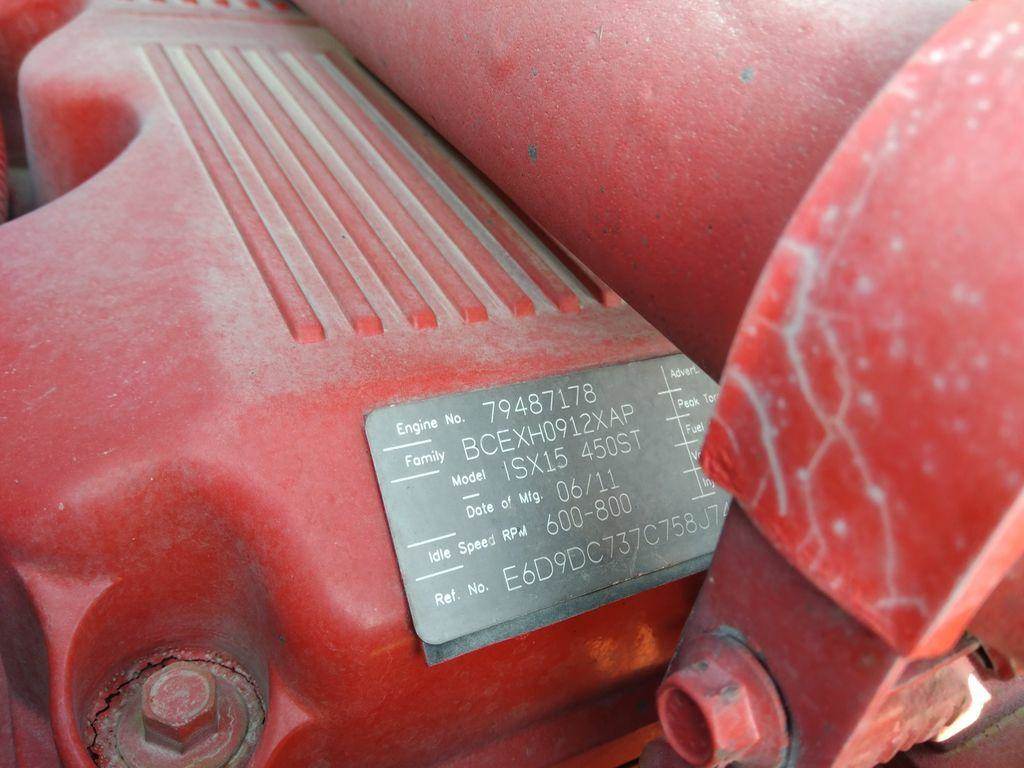 Engine No. 79487178
Family BCEXH0912XAP
Model ISX15 450ST
Date of Mfg. 06/11
Idle Speed RPM 600-800
Ref. No. E6D9DC737C758J7
Peak
Fuel